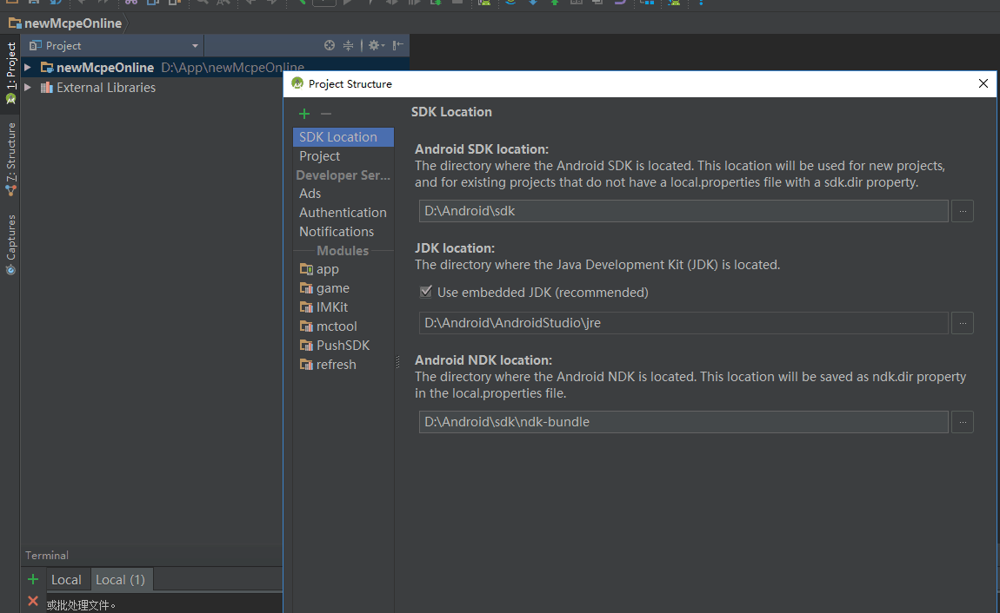 newMcpeOnline
1: Project
7: Structure
Captures
Project
newMcpeOnline D:\App\newMcpeOnline
External Libraries
Project Structure
SDK Location
Project
Developer Ser...
Ads
Authentication
Notifications
Modules
app
game
IMKit
mctool
PushSDK
refresh
SDK Location
Android SDK location:
The directory where the Android SDK is located. This location will be used for new projects,
and for existing projects that do not have a local.properties file with a sdk.dir property.
D:\Android\sdk
...
JDK location:
The directory where the Java Development Kit (JDK) is located.
Use embedded JDK (recommended)
D:\Android\AndroidStudio\jre
...
Android NDK location:
The directory where the Android NDK is located. This location will be saved as ndk.dir property
in the local.properties file.
D:\Android\sdk\ndk-bundle
...
Terminal
Local Local (1)
或批处理文件。